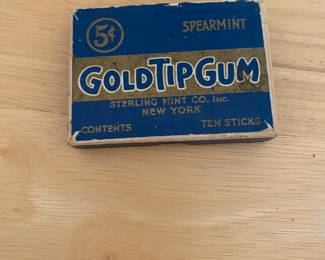 5¢ SPEARMINT
GOLDTIPGUM
STERLING MINT CO. Inc.
NEW YORK
CONTENTS TEN STICKS